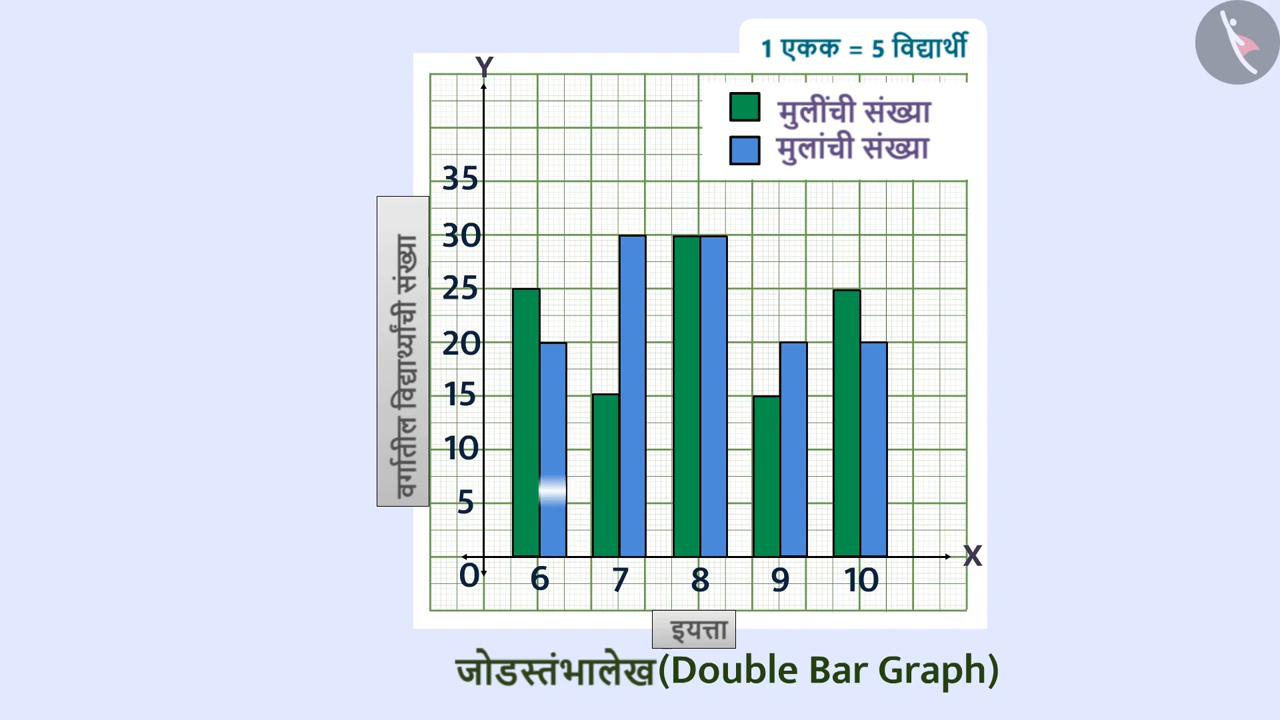 1 एकक = 5 विद्यार्थी
Y
मुलींची संख्या
मुलांची संख्या
35
30
25
20
15
10
5
0
वर्गातील विद्यार्थ्यांची संख्या
X
6 7 8 9 10
इयत्ता
जोडस्तंभालेख(Double Bar Graph)